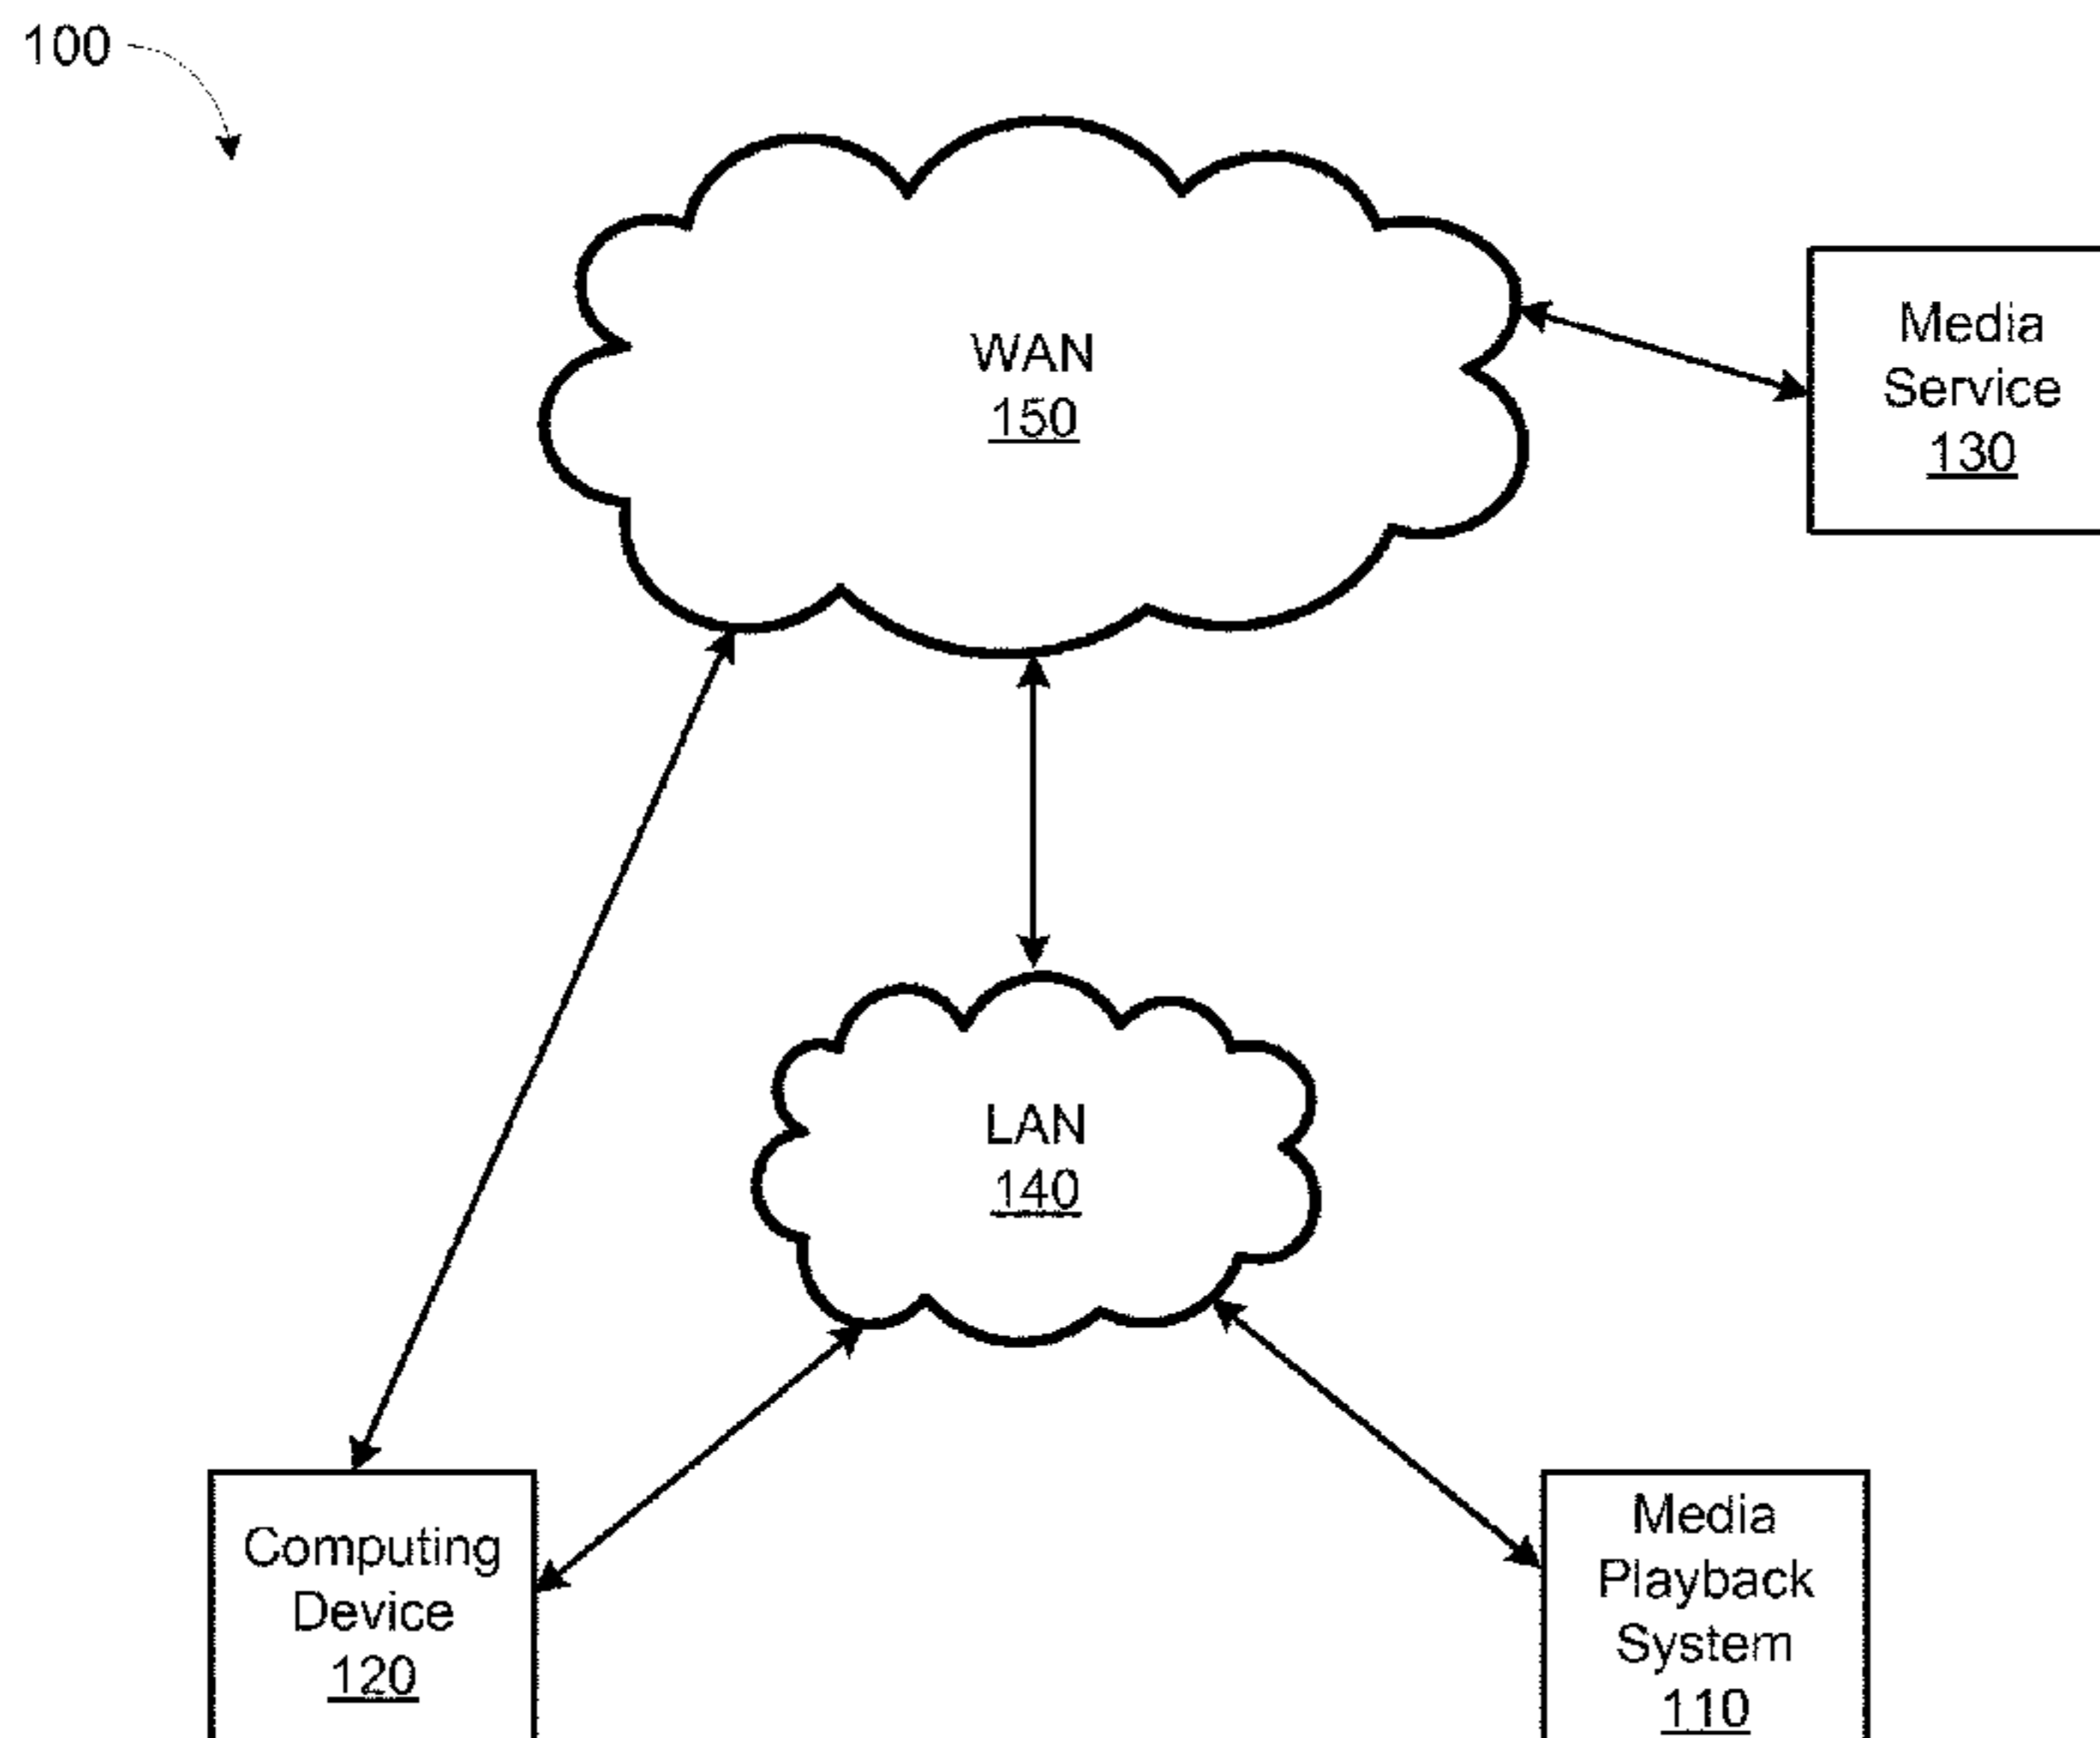 100
WAN
150
Media
Service
130
LAN
140
Computing
Device
120
Media
Playback
System
110